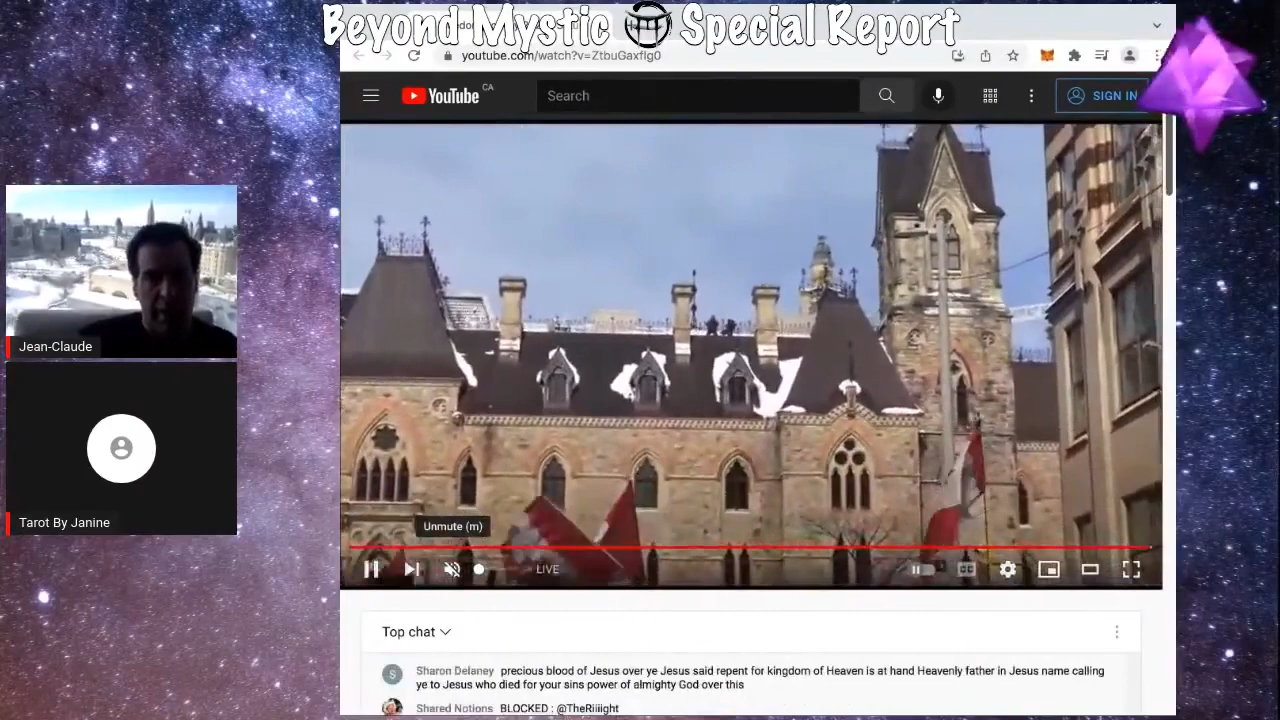 Beyond Mystic Special Report
youtube.com/watch?v=ZtbuGaxfIg0
YouTube CA
Search
SIGN IN
Jean-Claude
Tarot By Janine
Unmute (m)
LIVE
CC
Top chat
S
Sharon Delaney precious blood of Jesus over ye Jesus said repent for kingdom of Heaven is at hand Heavenly father in Jesus name calling
ye to Jesus who died for your sins power of almighty God over this
Shared Notions BLOCKED : @TheRiiiight